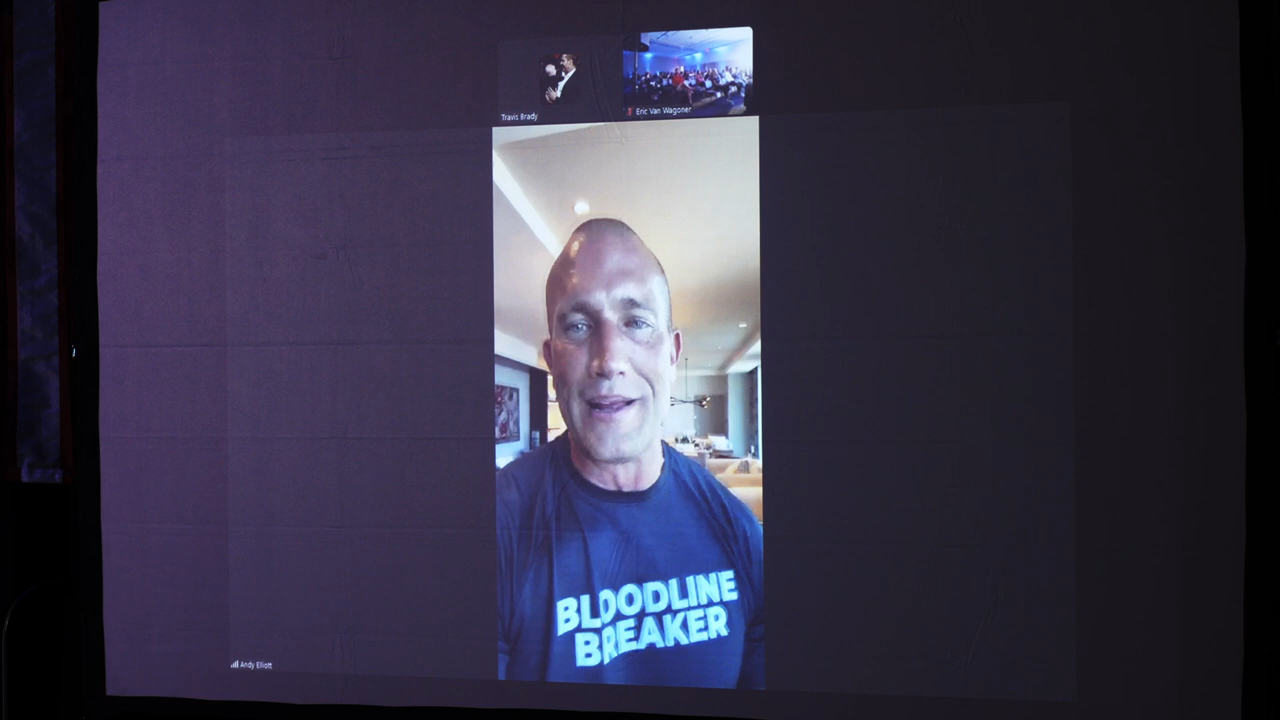 Travis Brady
Eric Van Wagoner
BLOODLINE
BREAKER
Andy Elliott